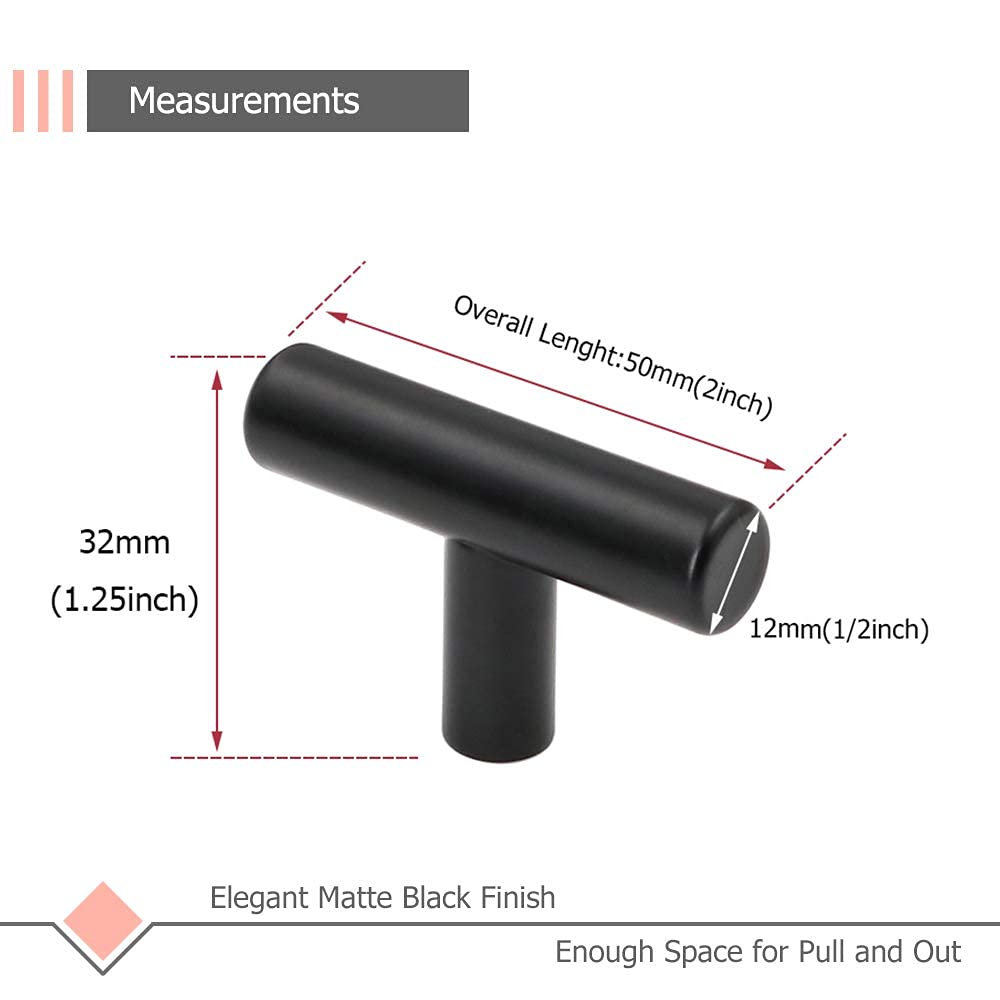 Measurements
Overall Lenght:50mm(2inch)
32mm
(1.25inch)
12mm(1/2inch)
Elegant Matte Black Finish
Enough Space for Pull and Out